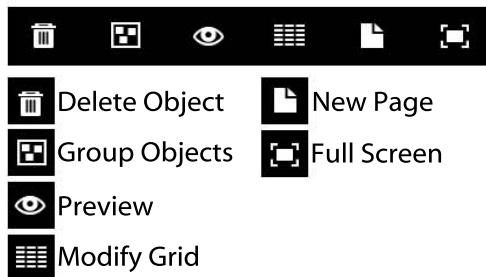 Delete Object
Group Objects
Preview
Modify Grid
New Page
Full Screen